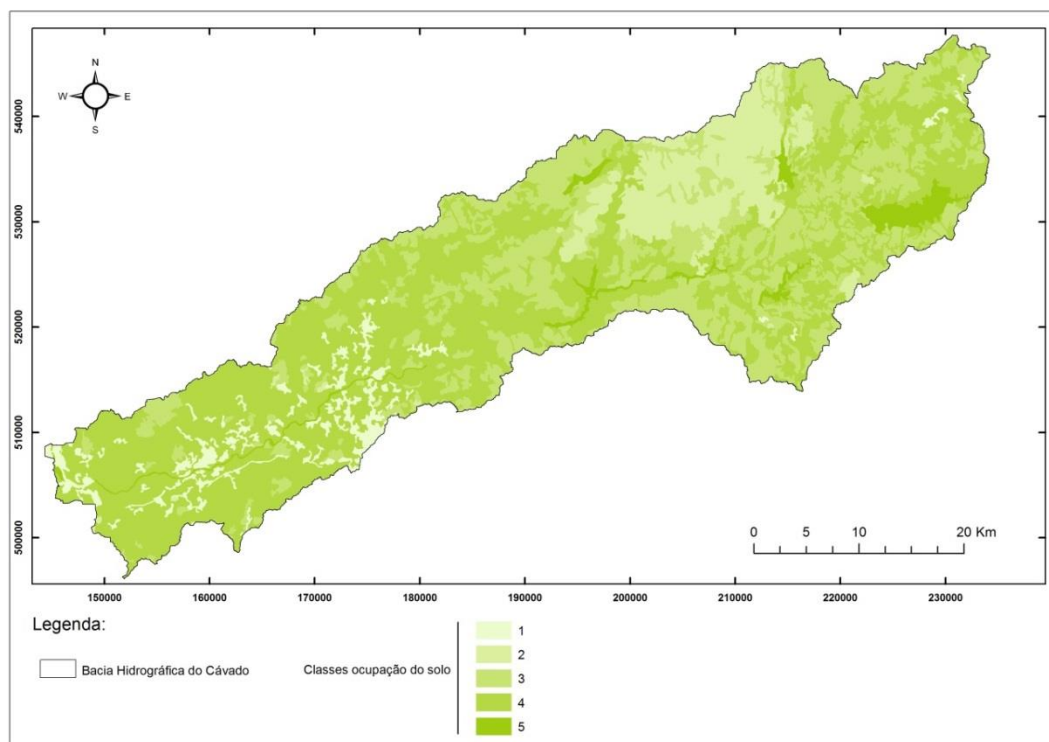 N
W E
S
540000
530000
520000
510000
500000
0 5 10 20 Km
150000 160000 170000 180000 190000 200000 210000 220000 230000
Legenda:
Bacia Hidrográfica do Cávado
Classes ocupação do solo
1
2
3
4
5